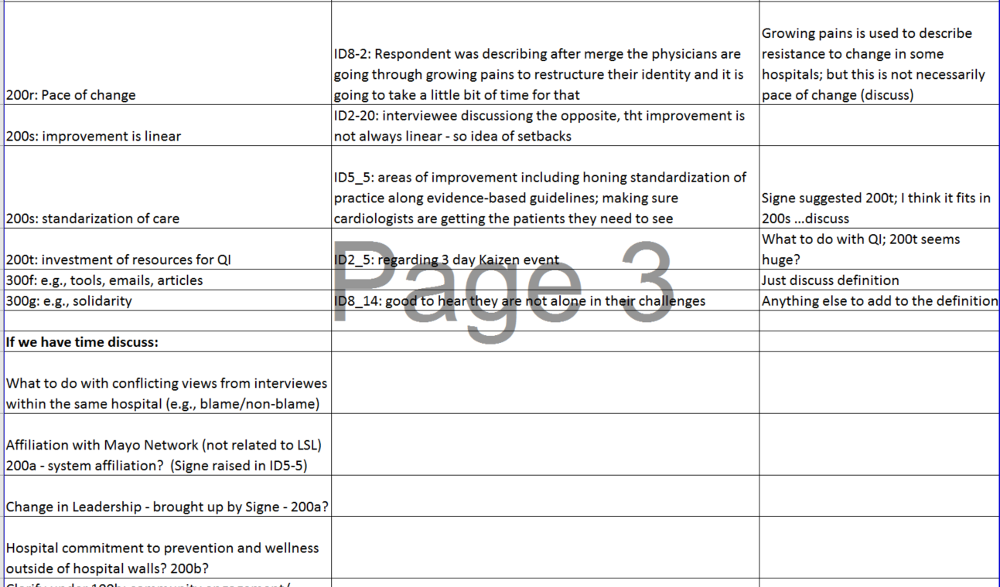 200r: Pace of change
ID8-2: Respondent was describing after merge the physicians are
going through growing pains to restructure their identity and it is
going to take a little bit of time for that
Growing pains is used to describe
resistance to change in some
hospitals; but this is not necessarily
pace of change (discuss)
200s: improvement is linear
ID2-20: interviewee discussiong the opposite, tht improvement is
not always linear - so idea of setbacks
200s: standarization of care
ID5_5: areas of improvement including honing standardization of
practice along evidence-based guidelines; making sure
cardiologists are getting the patients they need to see
Signe suggested 200t; I think it fits in
200s ...discuss
200t: investment of resources for QI
ID2_5: regarding 3 day Kaizen event
What to do with QI; 200t seems
huge?
300f: e.g., tools, emails, articles
Just discuss definition
300g: e.g., solidarity
ID8_14: good to hear they are not alone in their challenges
Anything else to add to the definition
Page 3
If we have time discuss:
What to do with conflicting views from interviewes
within the same hospital (e.g., blame/non-blame)
Affiliation with Mayo Network (not related to LSL)
200a - system affiliation?  (Signe raised in ID5-5)
Change in Leadership - brought up by Signe - 200a?
Hospital commitment to prevention and wellness
outside of hospital walls? 200b?